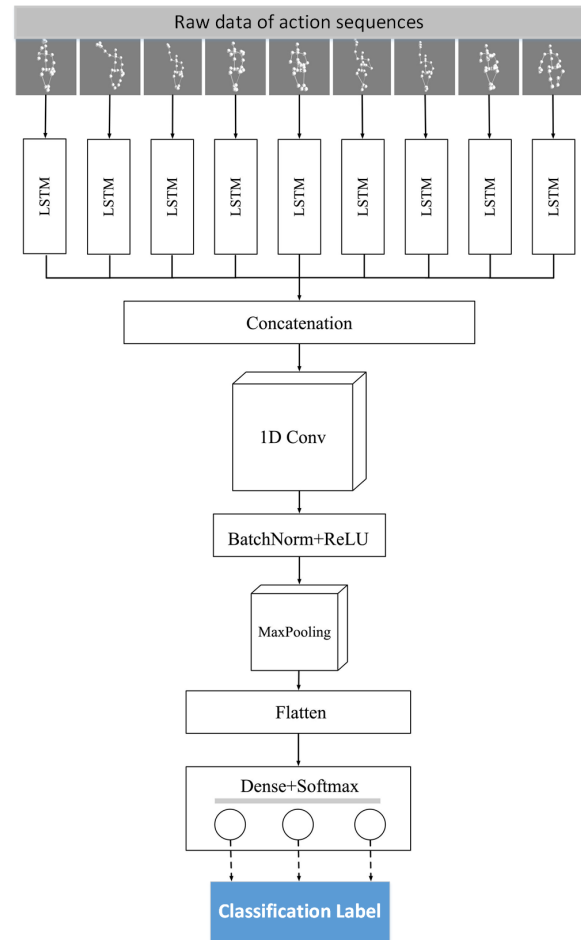 Raw data of action sequences
LSTM
LSTM
LSTM
LSTM
LSTM
LSTM
LSTM
LSTM
LSTM
Concatenation
1D Conv
BatchNorm+ReLU
MaxPooling
Flatten
Dense+Softmax
Classification Label